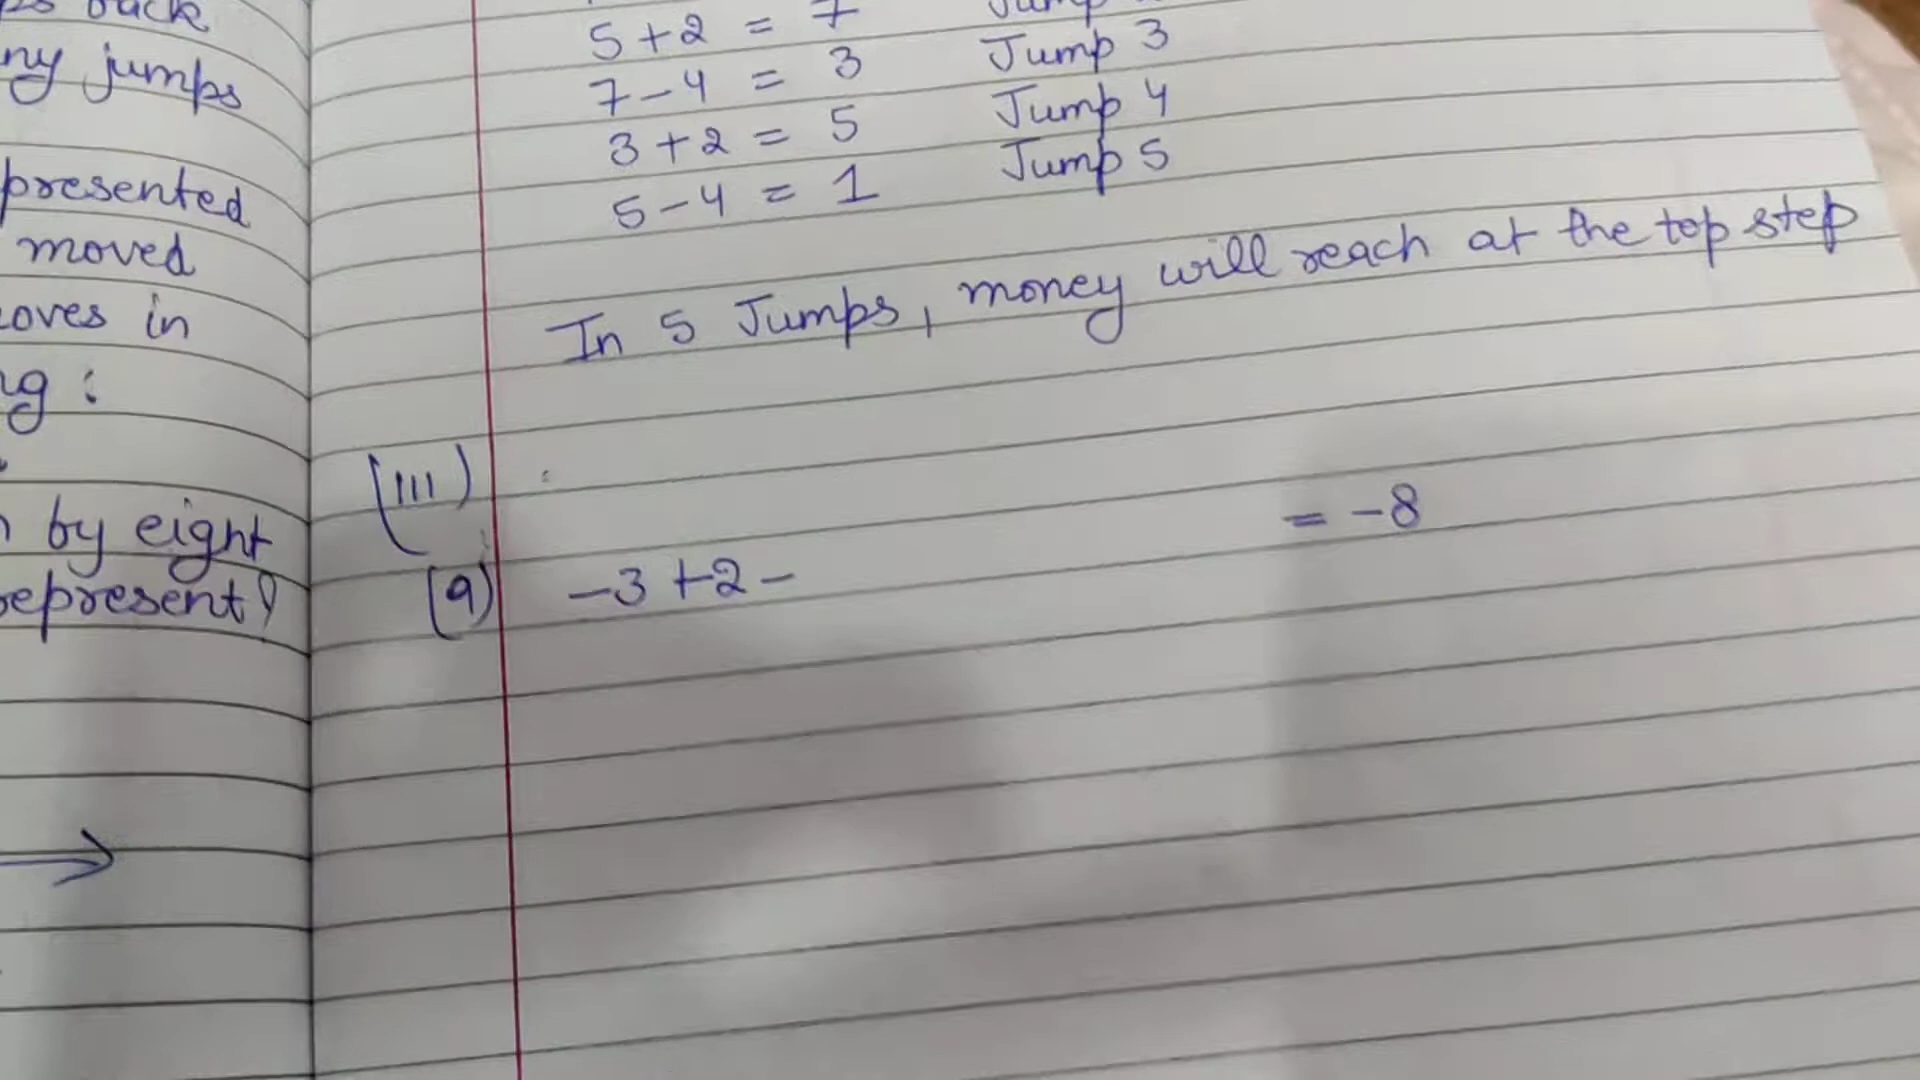 ny jumps
presented
moved
oves in
ng :
by eight
represent?
5 + 2 = 7
7 - 4 = 3 Jump 3
3 + 2 = 5 Jump 4
5 - 4 = 1 Jump 5
In 5 Jumps, money will reach at the top step
(III)
= -8
(a) -3 +2 -